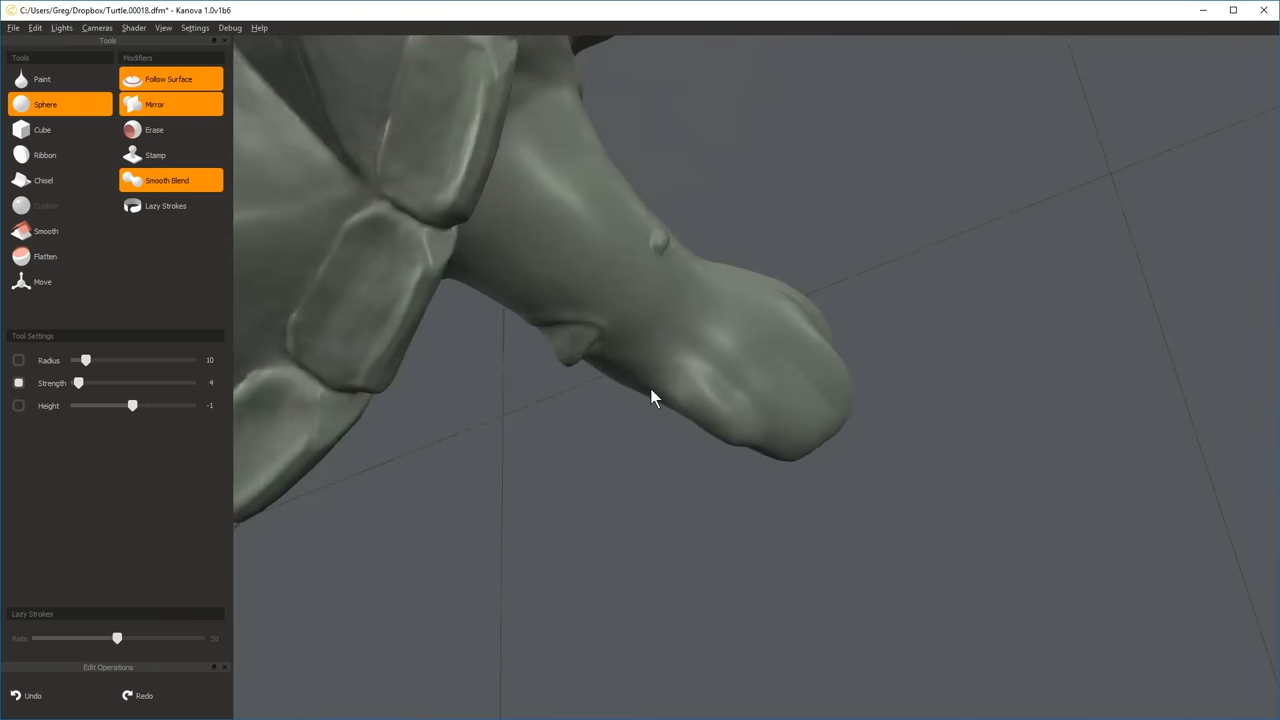 C:/Users/Greg/Dropbox/Turtle.00018.dfm* - Kanova 1.0v1b6
File Edit Lights Cameras Shader View Settings Debug Help
Tools
Tools Modifiers
Paint Follow Surface
Sphere Mirror
Cube Erase
Ribbon Stamp
Chisel Smooth Blend
Custom Lazy Strokes
Smooth
Flatten
Move
Tool Settings
Radius 10
Strength 4
Height -1
Lazy Strokes
Rate 50
Edit Operations
Undo Redo